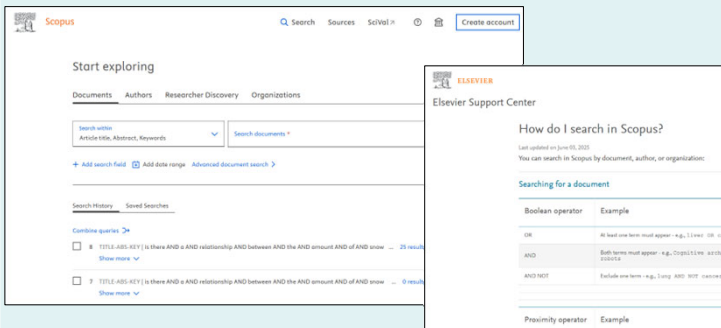 Scopus
Search Sources SciVal Create account
Start exploring
Documents Authors Researcher Discovery Organizations
Search within
Article title, Abstract, Keywords
Search documents *
+ Add search field Add date range Advanced document search >
Search History Saved Searches
Combine queries
8 TITLE-ABS-KEY ( is there AND a AND relationship AND between AND the AND amount AND of AND snow ... 25 results
Show more
7 TITLE-ABS-KEY ( is there AND a AND relationship AND between AND the AND amount AND of AND snow ... 0 results
Show more
ELSEVIER
Elsevier Support Center
How do I search in Scopus?
Last updated on June 03, 2025
You can search in Scopus by document, author, or organization:
Searching for a document
Boolean operator Example
OR At least one term must appear - e.g., liver OR
AND Both terms must appear - e.g., Cognitive
robots
AND NOT Exclude one term - e.g., lung AND NOT cancer
Proximity operator Example